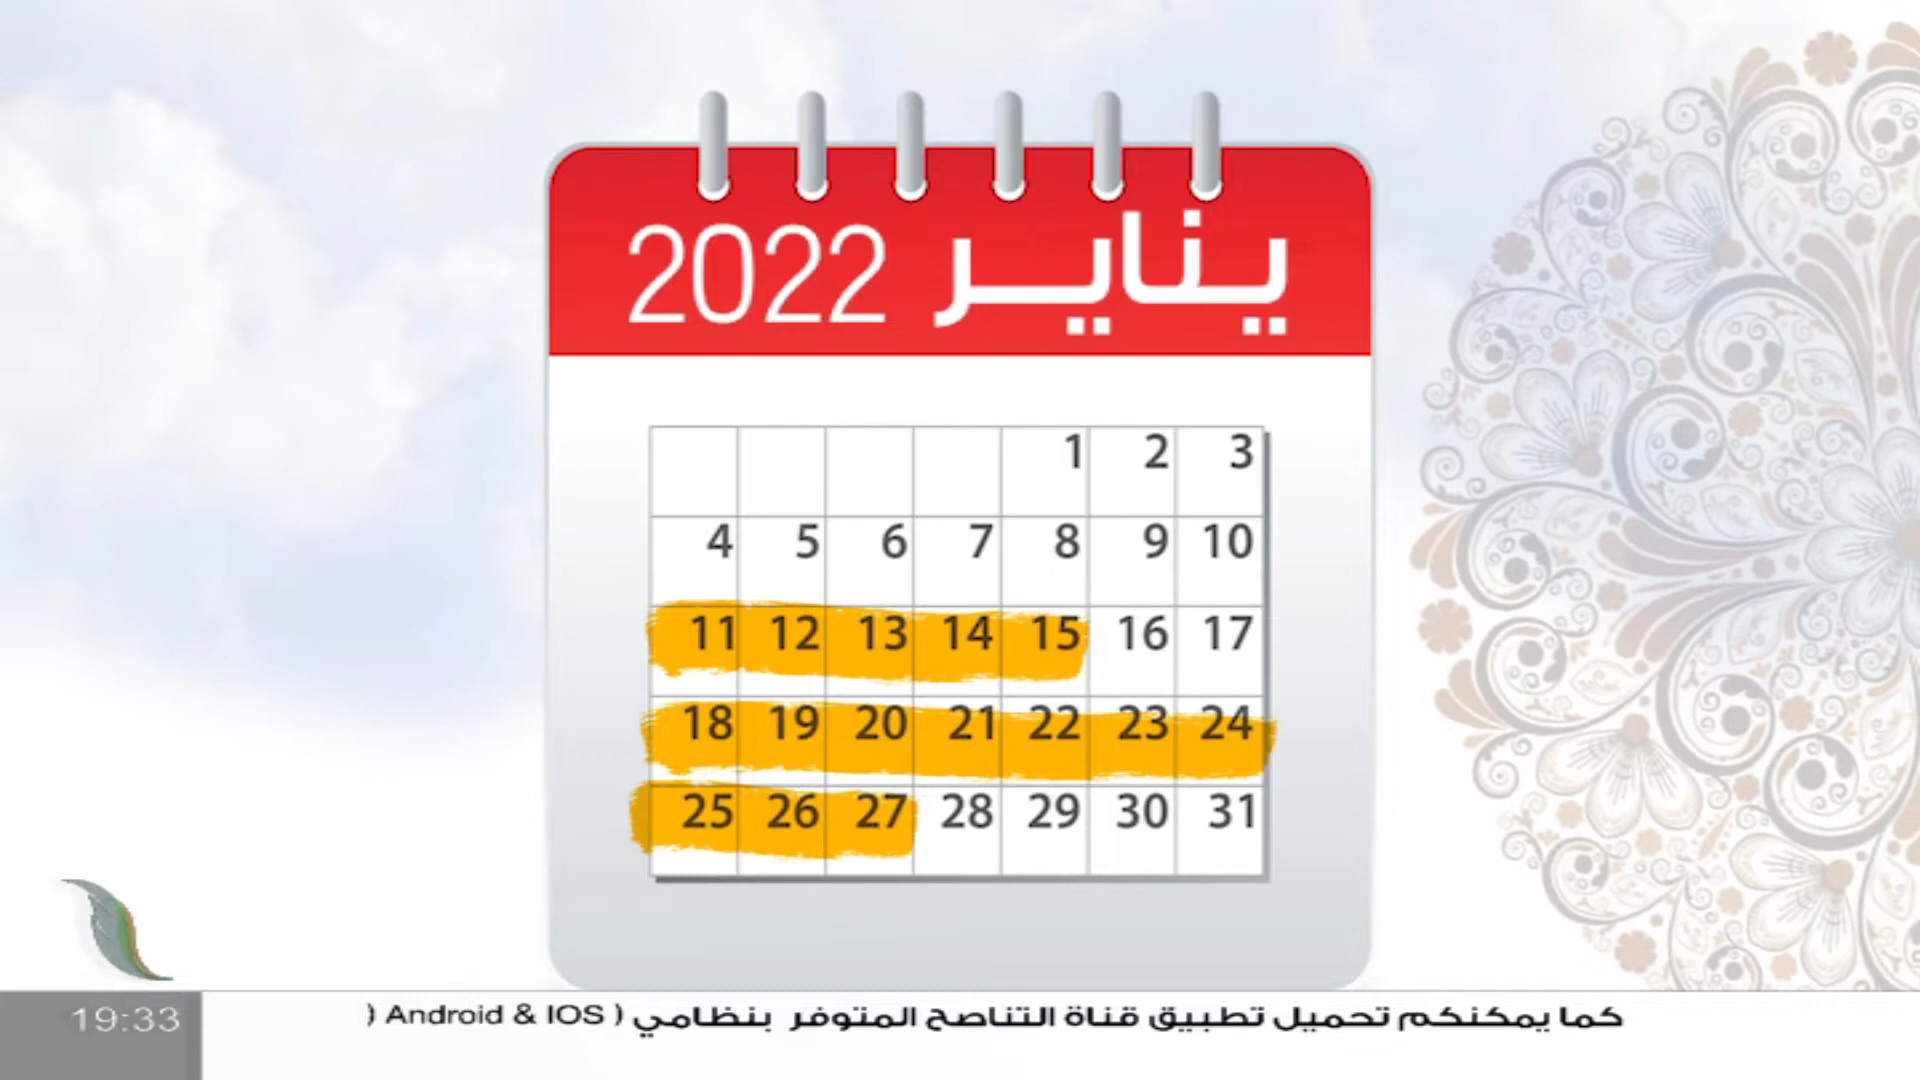 يناير 2022
1 2 3
4 5 6 7 8 9 10
11 12 13 14 15 16 17
18 19 20 21 22 23 24
25 26 27 28 29 30 31
كما يمكنكم تحميل تطبيق قناة التناصح المتوفر بنظامي ( Android & IOS )
19:33